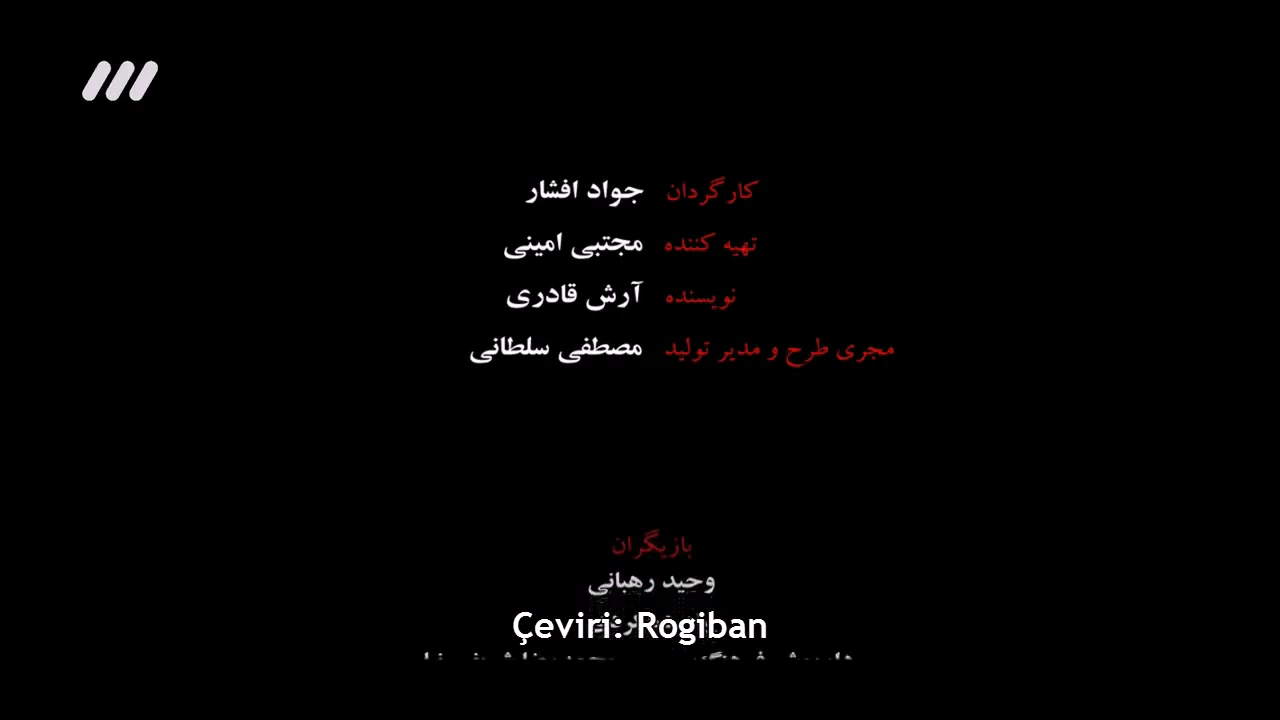 کارگردان جواد افشار
تهیه کننده مجتبی امینی
نویسنده آرش قادری
مجری طرح و مدیر تولید مصطفی سلطانی
بازیگران
وحید رهبانی
Çeviri: Rogiban